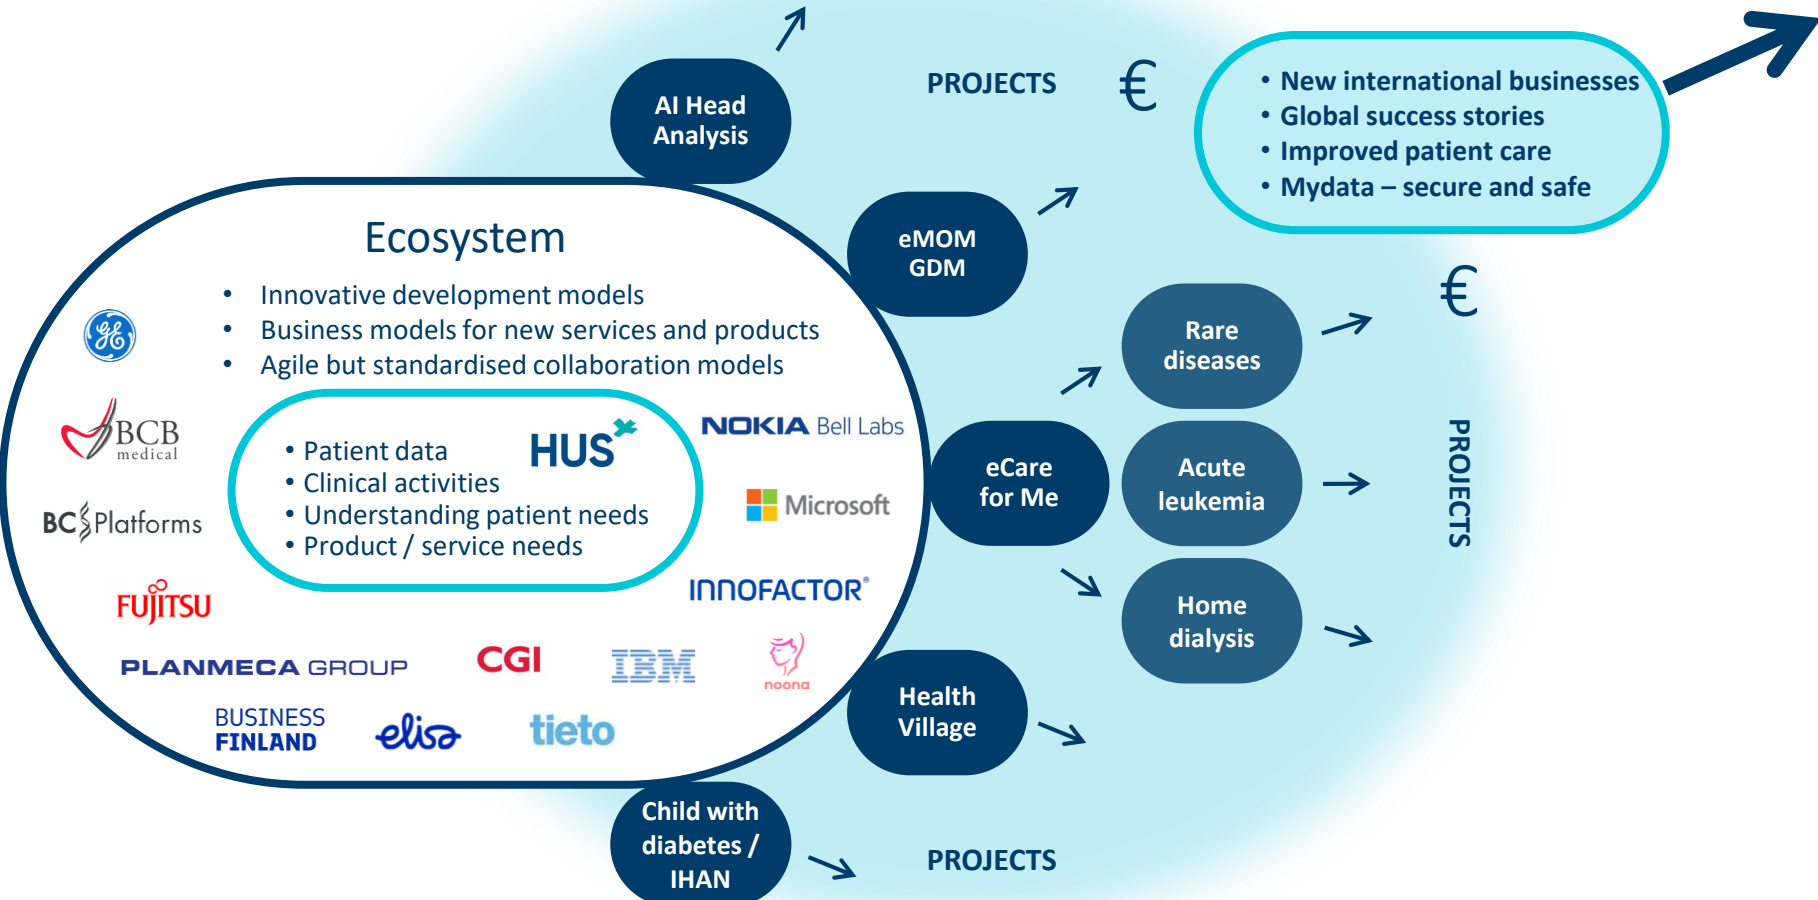 AI Head
Analysis
PROJECTS €
• New international businesses
• Global success stories
• Improved patient care
• Mydata – secure and safe
Ecosystem
• Innovative development models
• Business models for new services and products
• Agile but standardised collaboration models
eMOM
GDM
GE
BCB
medical
BC Platforms
FUJITSU
PLANMECA GROUP
BUSINESS
FINLAND
elisa
tieto
CGI
IBM
noona
INNOFACTOR®
Microsoft
NOKIA Bell Labs
HUS
• Patient data
• Clinical activities
• Understanding patient needs
• Product / service needs
eCare
for Me
Rare
diseases
Acute
leukemia
Home
dialysis
€
PROJECTS
Health
Village
Child with
diabetes /
IHAN
PROJECTS